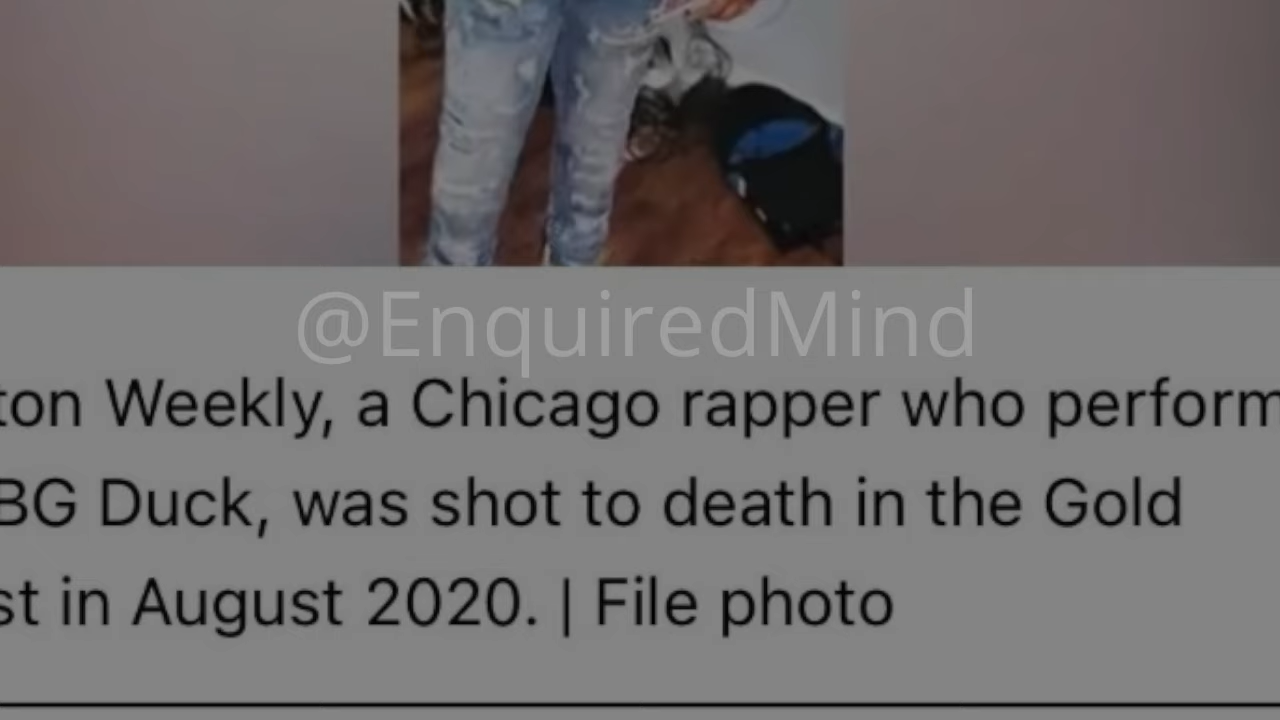 @EnquiredMind
ton Weekly, a Chicago rapper who perform
BG Duck, was shot to death in the Gold
st in August 2020. | File photo